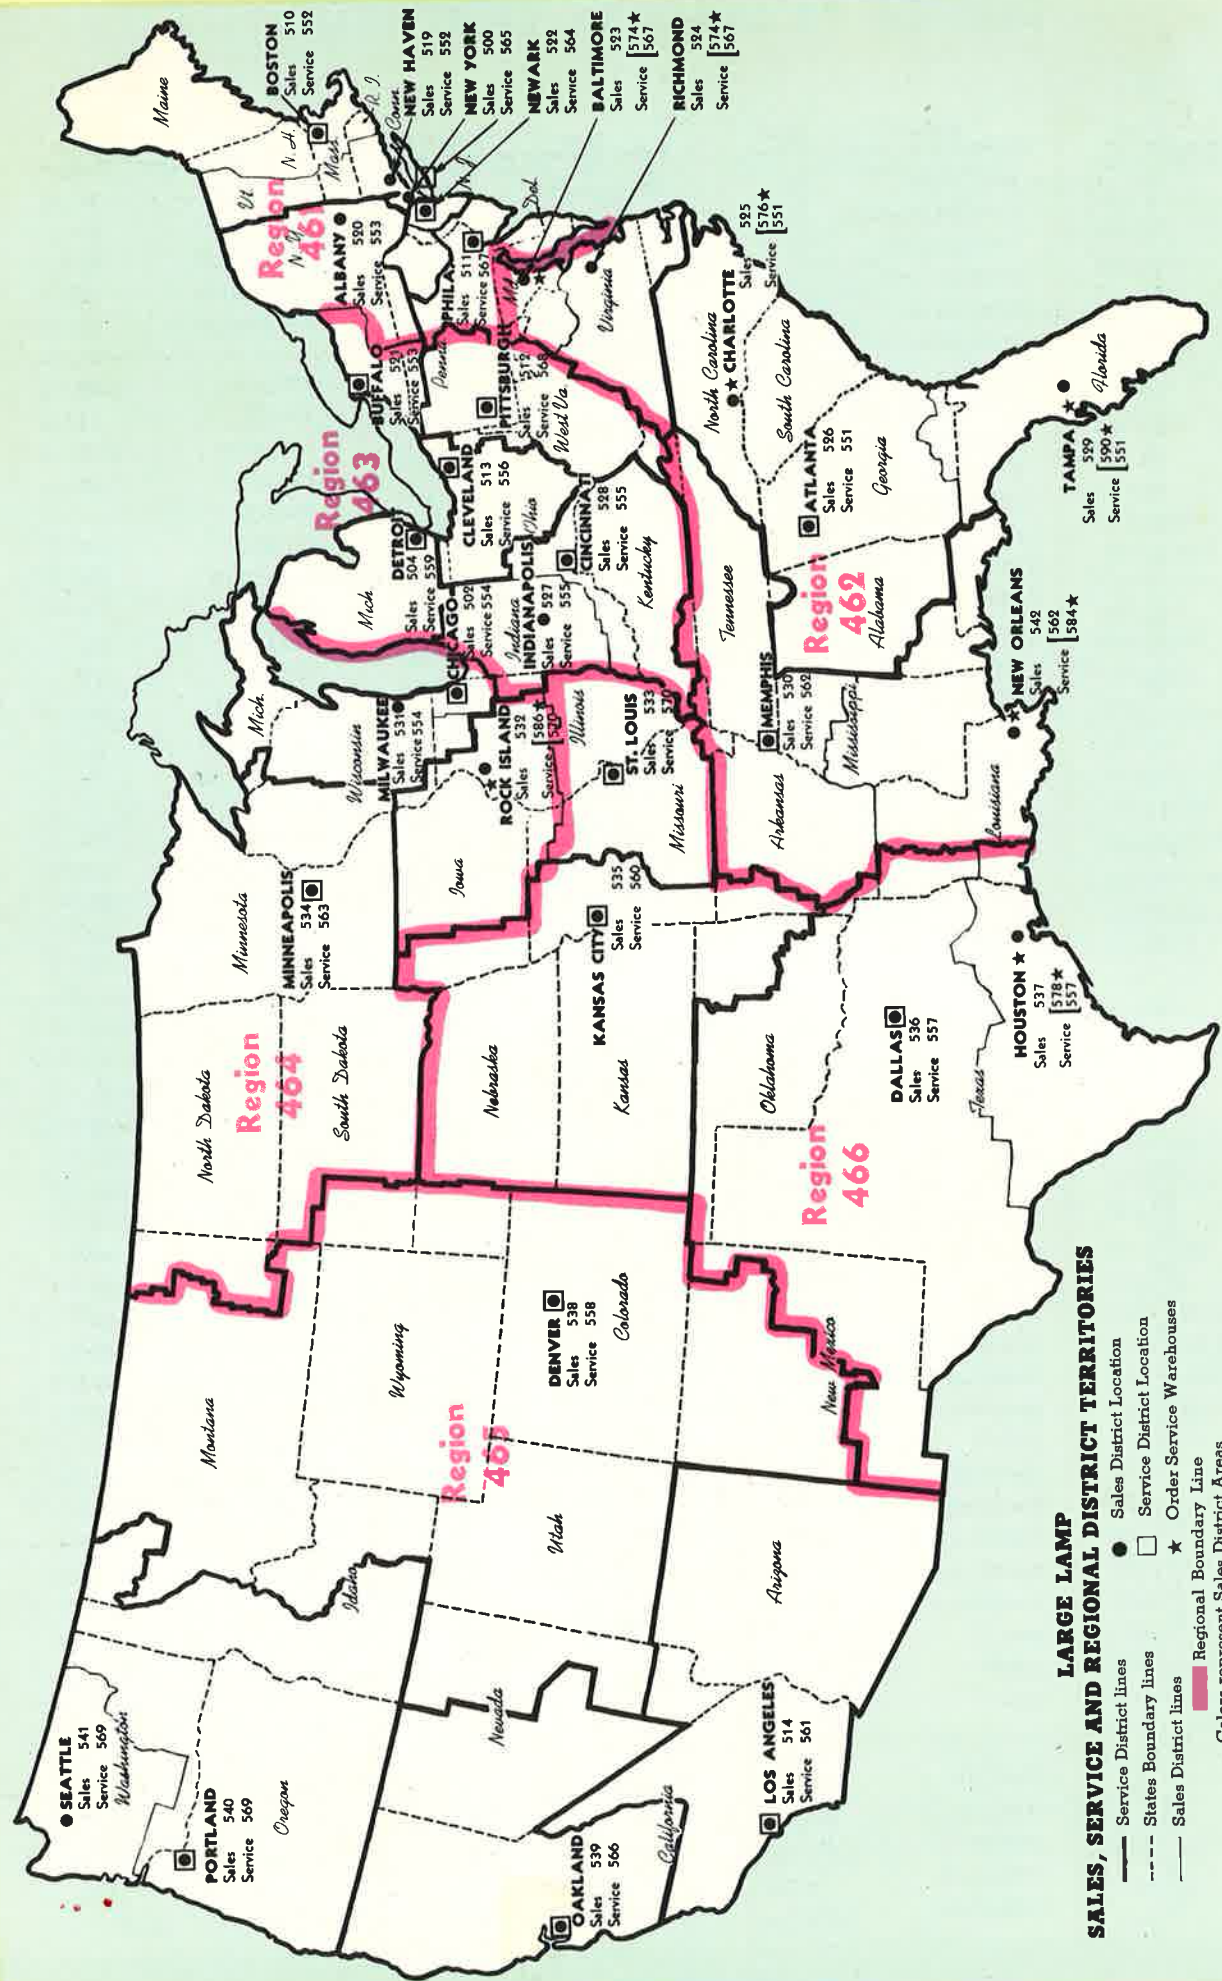 SEATTLE
Sales 541
Service 569
Washington
PORTLAND
Sales 540
Service 569
Oregon
OAKLAND
Sales 539
Service 566
California
LOS ANGELES
Sales 514
Service 561
Nevada
Idaho
Utah
Arizona
Montana
Wyoming
Region
465
DENVER
Sales 538
Service 558
Colorado
New Mexico
North Dakota
Region
464
South Dakota
Nebraska
Kansas
Oklahoma
Region
466
Texas
DALLAS
Sales 536
Service 557
HOUSTON ★
Sales 537
Service [578★
557
Minnesota
MINNEAPOLIS
Sales 534
Service 563
Iowa
KANSAS CITY
Sales 535
Service 560
Missouri
Arkansas
Louisiana
Wisconsin
Mich.
MILWAUKEE
Sales 531
Service 554
ROCK ISLAND
Sales 532
Service [586★
570
Illinois
ST. LOUIS
Sales 533
Service 570
CHICAGO
Sales 502
Service 554
Mich
Region
463
DETROIT
Sales 504
Service 559
Indiana
INDIANAPOLIS
Sales 527
Service 555
CLEVELAND
Sales 513
Service 556
Ohio
CINCINNATI
Sales 528
Service 555
Kentucky
Tennessee
MEMPHIS
Sales 530
Service 562
Mississippi
NEW ORLEANS
Sales 542
Service [562
584★
Region
462
Alabama
ATLANTA
Sales 526
Service 551
Georgia
TAMPA
Sales 529
Service [590★
551
Florida
South Carolina
North Carolina
★ CHARLOTTE
Sales 525
Service [576★
551
Virginia
West Va.
PITTSBURGH
Sales 512
Service 568
Penna
BUFFALO
Sales 521
Service 553
PHILA.
Sales 511
Service 567
Md.
Del.
N.J.
Region
461
N.Y.
ALBANY
Sales 520
Service 553
Vt.
N.H.
Maine
Mass.
R.I.
Conn.
BOSTON
Sales 510
Service 552
NEW HAVEN
Sales 519
Service 552
NEW YORK
Sales 500
Service 565
NEWARK
Sales 522
Service 564
BALTIMORE
Sales 523
Service [574★
567
RICHMOND
Sales 524
Service [574★
567
LARGE LAMP
SALES, SERVICE AND REGIONAL DISTRICT TERRITORIES
Service District lines
States Boundary lines
Sales District lines
Sales District Location
Service District Location
★ Order Service Warehouses
Regional Boundary Line
Colors represent Sales District Areas